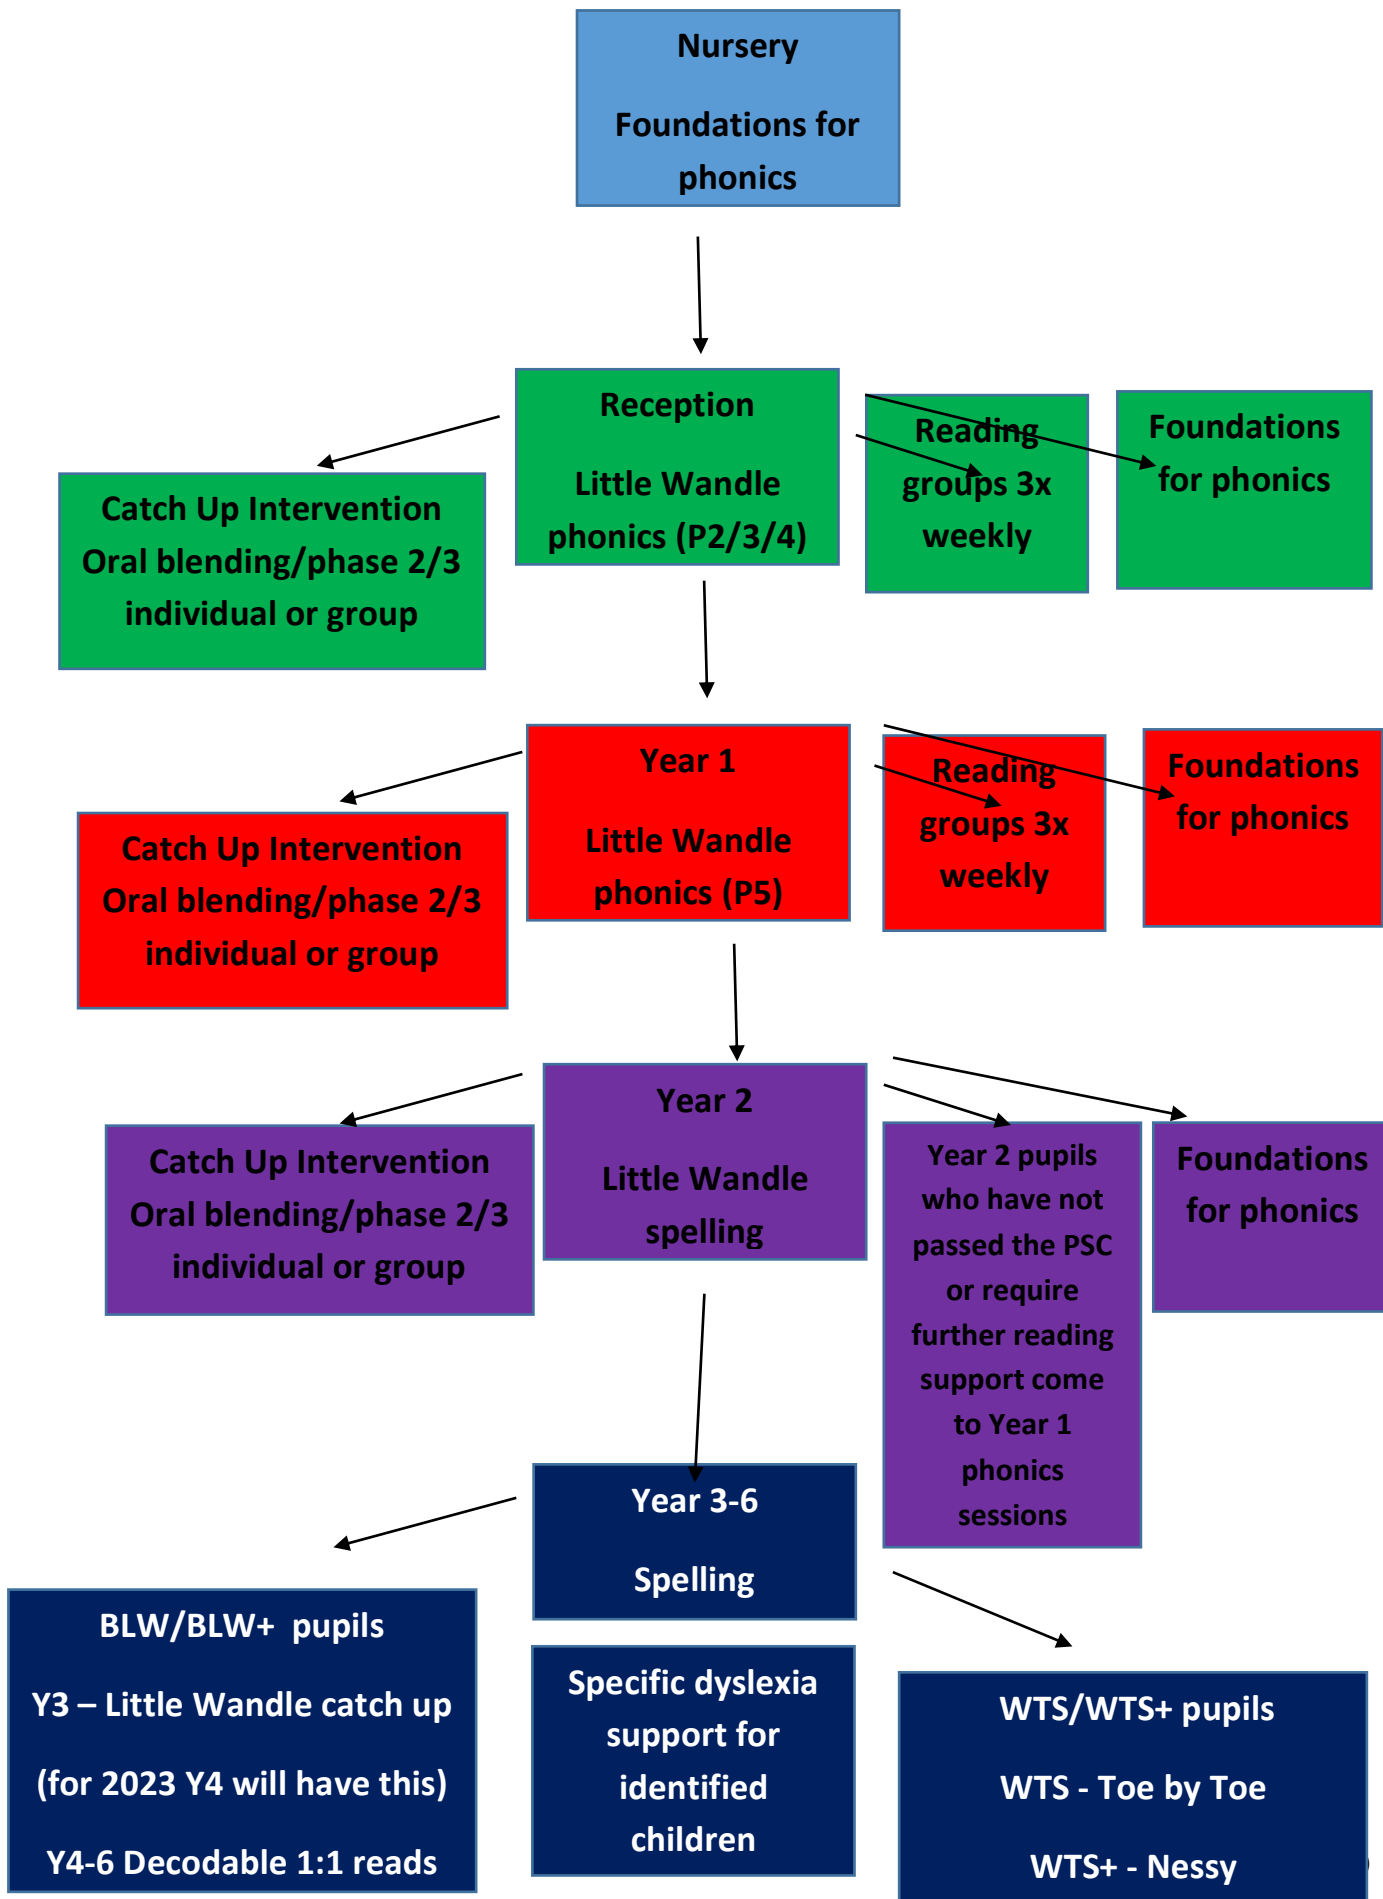 Nursery
Foundations for
phonics
Reception
Little Wandle
phonics (P2/3/4)
Reading
groups 3x
weekly
Foundations
for phonics
Catch Up Intervention
Oral blending/phase 2/3
individual or group
Year 1
Little Wandle
phonics (P5)
Reading
groups 3x
weekly
Foundations
for phonics
Catch Up Intervention
Oral blending/phase 2/3
individual or group
Year 2
Little Wandle
spelling
Catch Up Intervention
Oral blending/phase 2/3
individual or group
Year 2 pupils
who have not
passed the PSC
or require
further reading
support come
to Year 1
phonics
sessions
Foundations
for phonics
Year 3-6
Spelling
BLW/BLW+ pupils
Y3 – Little Wandle catch up
(for 2023 Y4 will have this)
Y4-6 Decodable 1:1 reads
Specific dyslexia
support for
identified
children
WTS/WTS+ pupils
WTS - Toe by Toe
WTS+ - Nessy